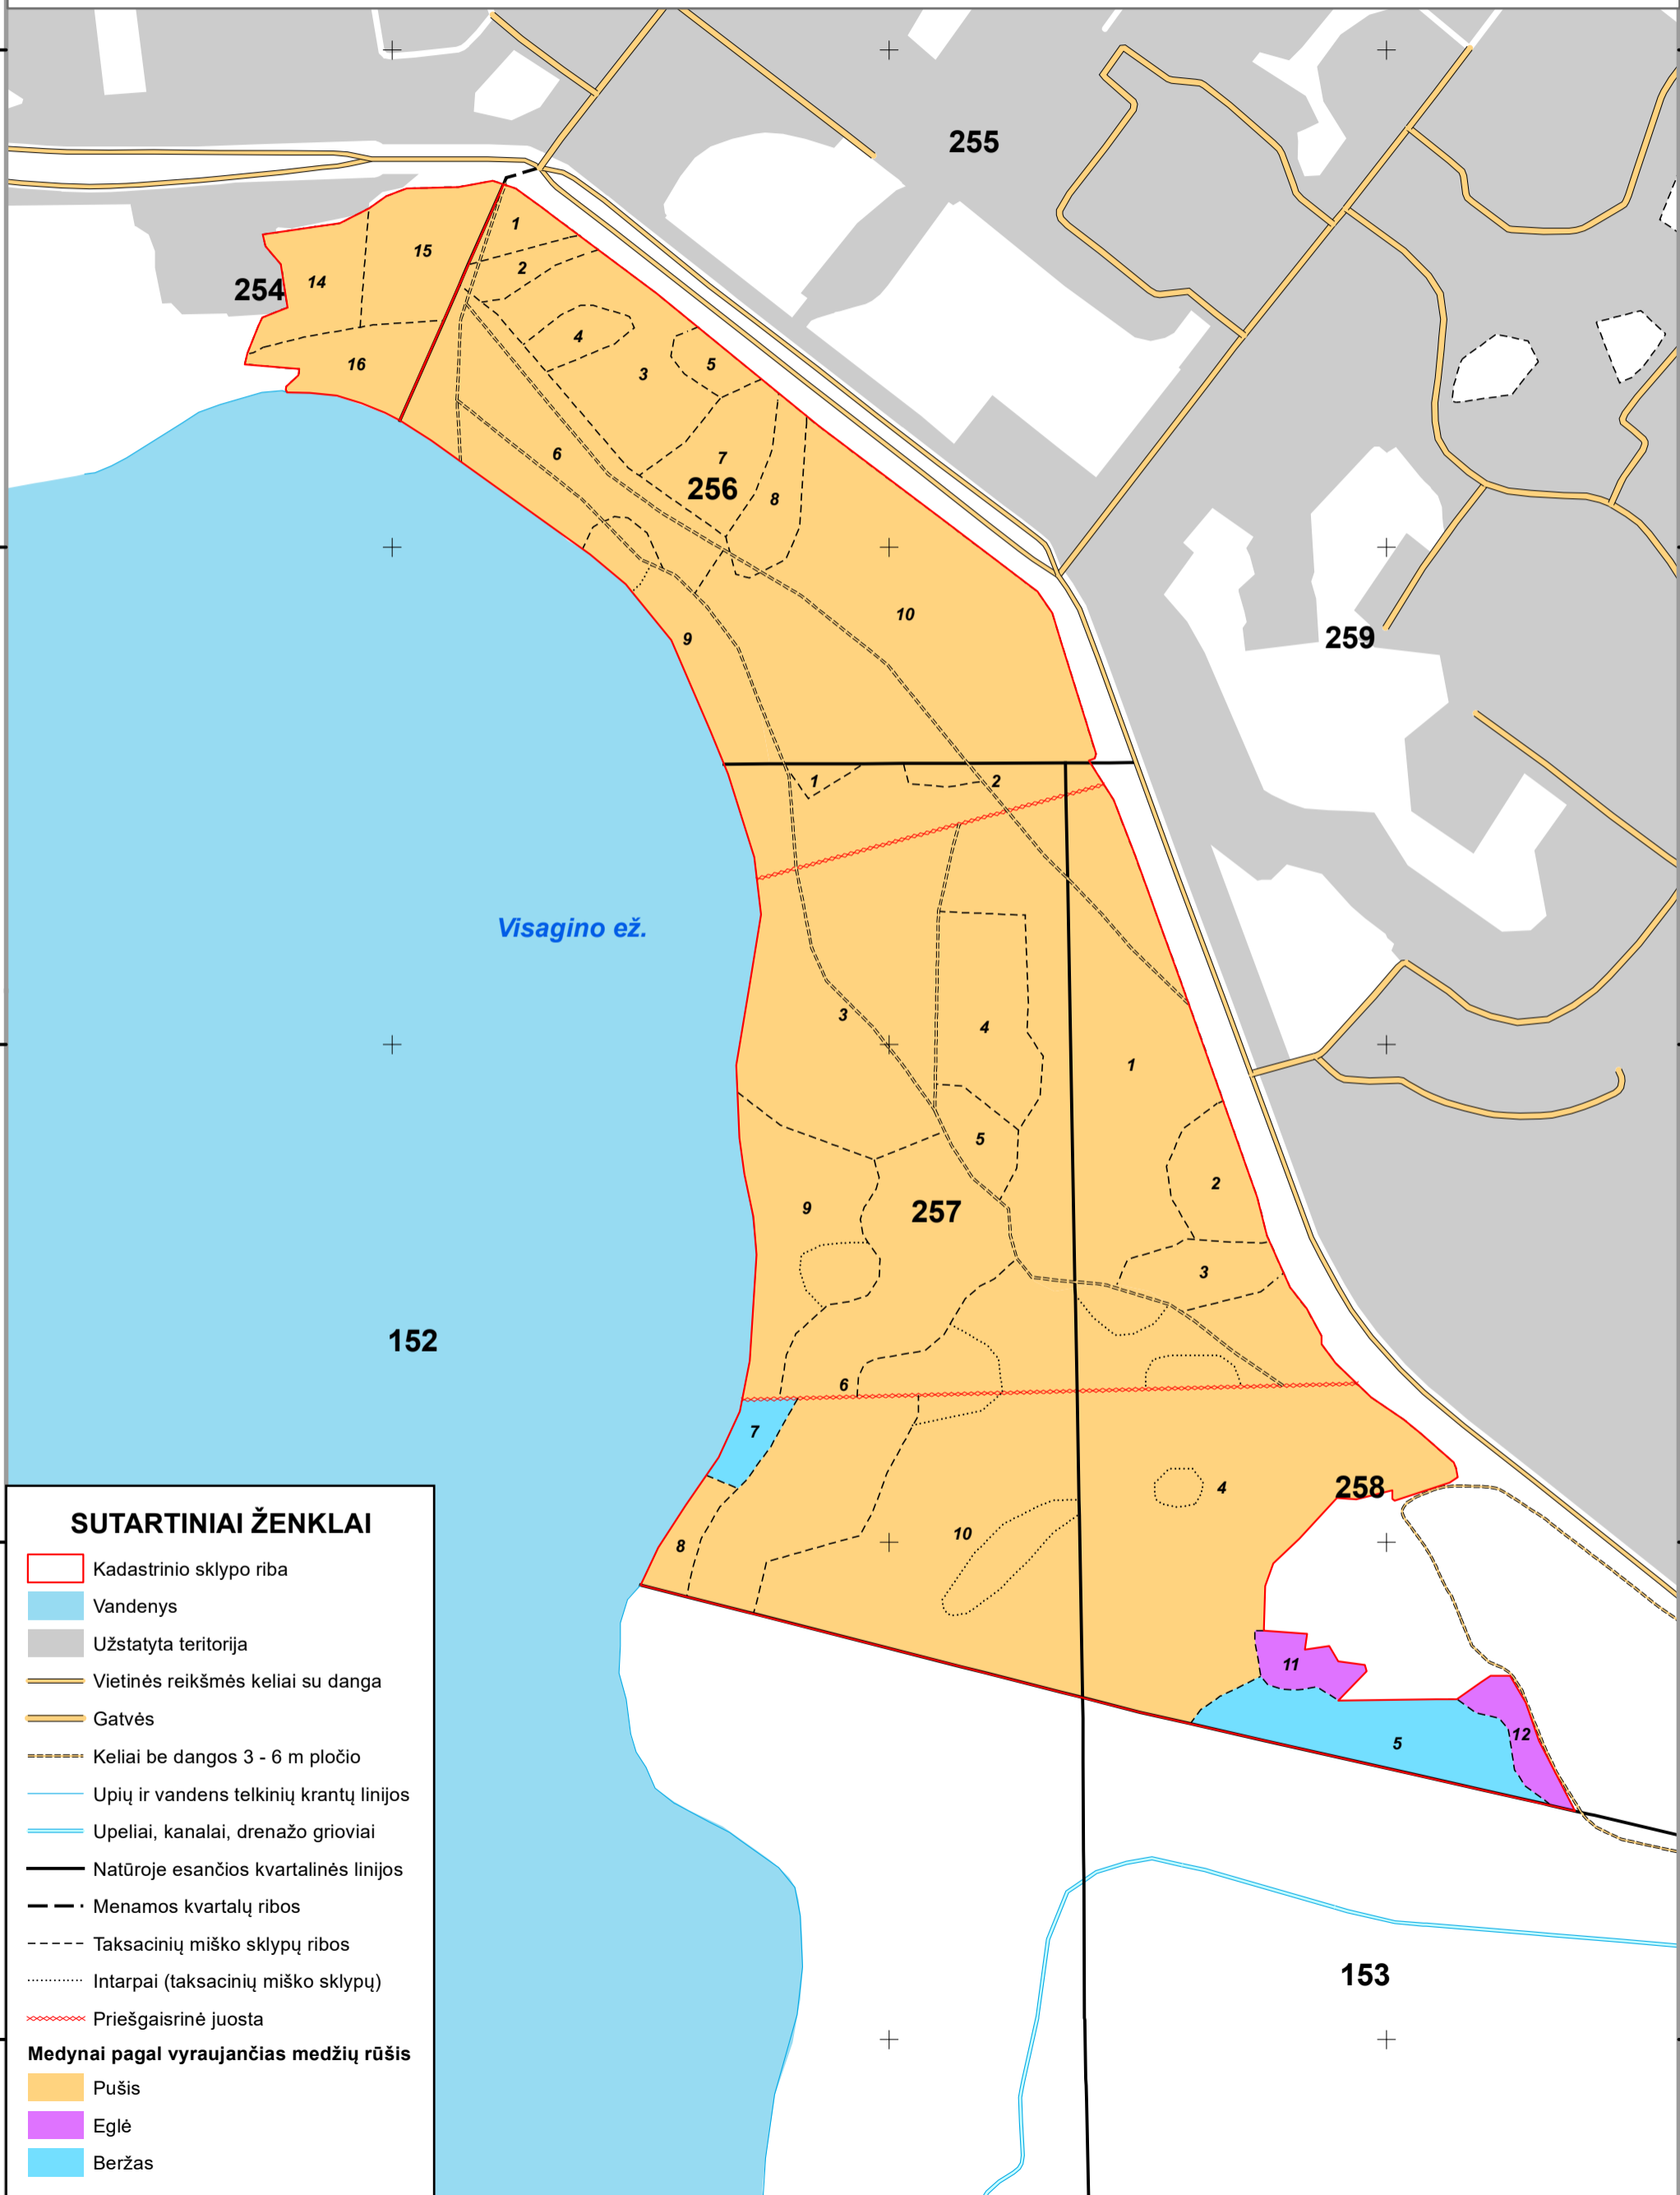 255
1
15
2
14
254
4
16
5
3
6
7
256
8
10
9
259
1
2
Visagino ež.
3
4
1
5
2
9
257
3
152
6
7
4
258
10
8
11
12
5
153
SUTARTINIAI ŽENKLAI
Kadastrinio sklypo riba
Vandenys
Užstatyta teritorija
Vietinės reikšmės keliai su danga
Gatvės
Keliai be dangos 3 - 6 m pločio
Upių ir vandens telkinių krantų linijos
Upeliai, kanalai, drenažo grioviai
Natūroje esančios kvartalinės linijos
Menamos kvartalų ribos
Taksacinių miško sklypų ribos
Intarpai (taksacinių miško sklypų)
Priešgaisrinė juosta
Medynai pagal vyraujančias medžių rūšis
Pušis
Eglė
Beržas